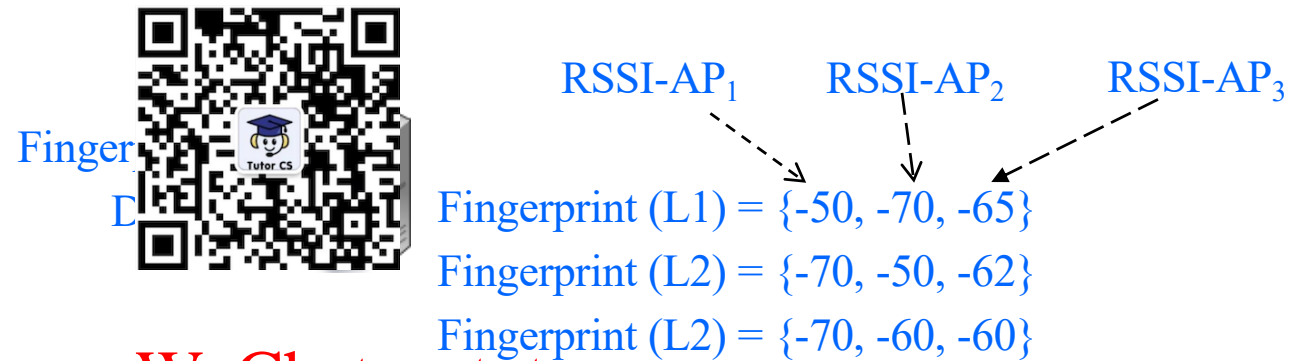 RSSI-AP₁ RSSI-AP₂ RSSI-AP₃
Tutor CS
Fingerprint (L1) = {-50, -70, -65}
Fingerprint (L2) = {-70, -50, -62}
Fingerprint (L2) = {-70, -60, -60}